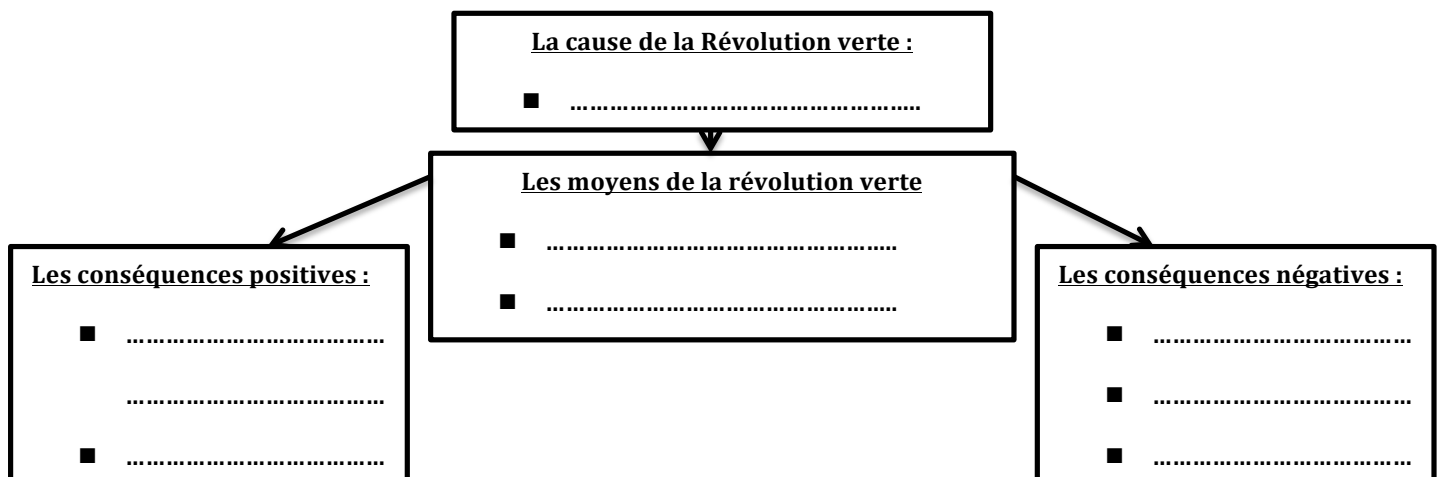 La cause de la Révolution verte :
■ ……………………………………………..
Les moyens de la révolution verte
■ ……………………………………………..
■ ……………………………………………..
Les conséquences positives :
■ …………………………………
…………………………………
■ …………………………………
Les conséquences négatives :
■ …………………………………
■ …………………………………
■ …………………………………